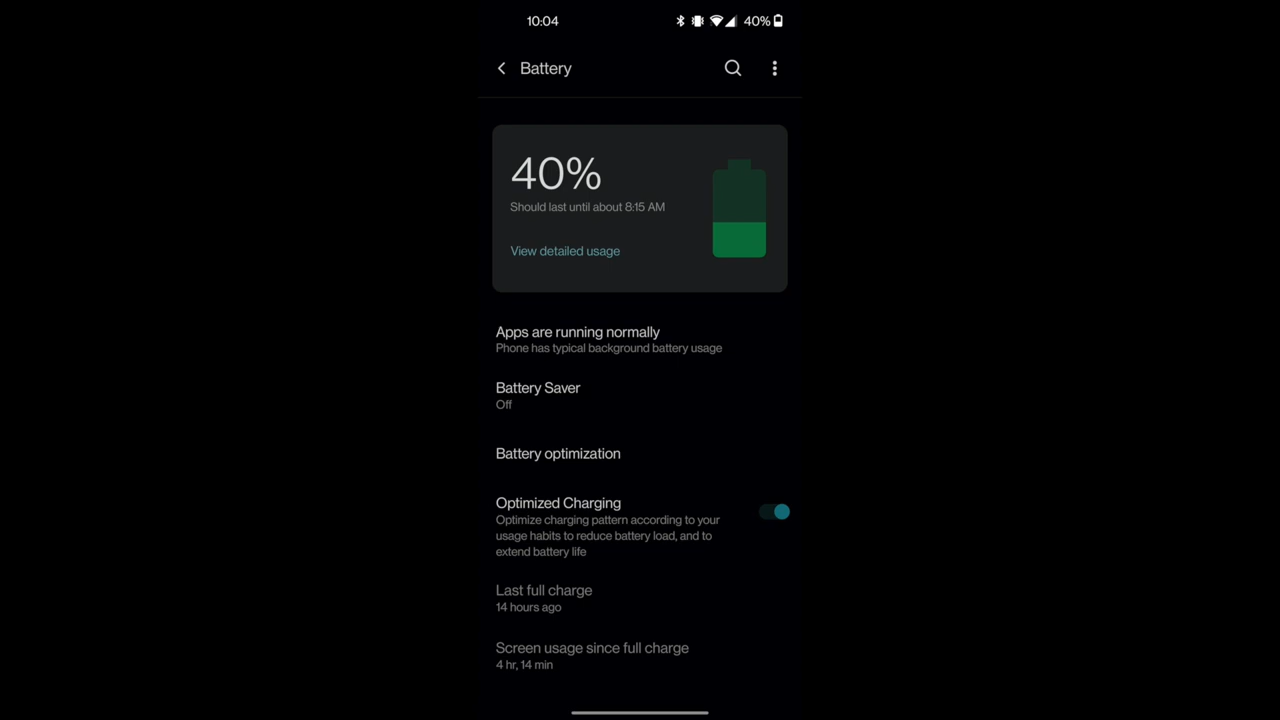 10:04 40%
Battery
40%
Should last until about 8:15 AM
View detailed usage
Apps are running normally
Phone has typical background battery usage
Battery Saver
Off
Battery optimization
Optimized Charging
Optimize charging pattern according to your
usage habits to reduce battery load, and to
extend battery life
Last full charge
14 hours ago
Screen usage since full charge
4 hr, 14 min